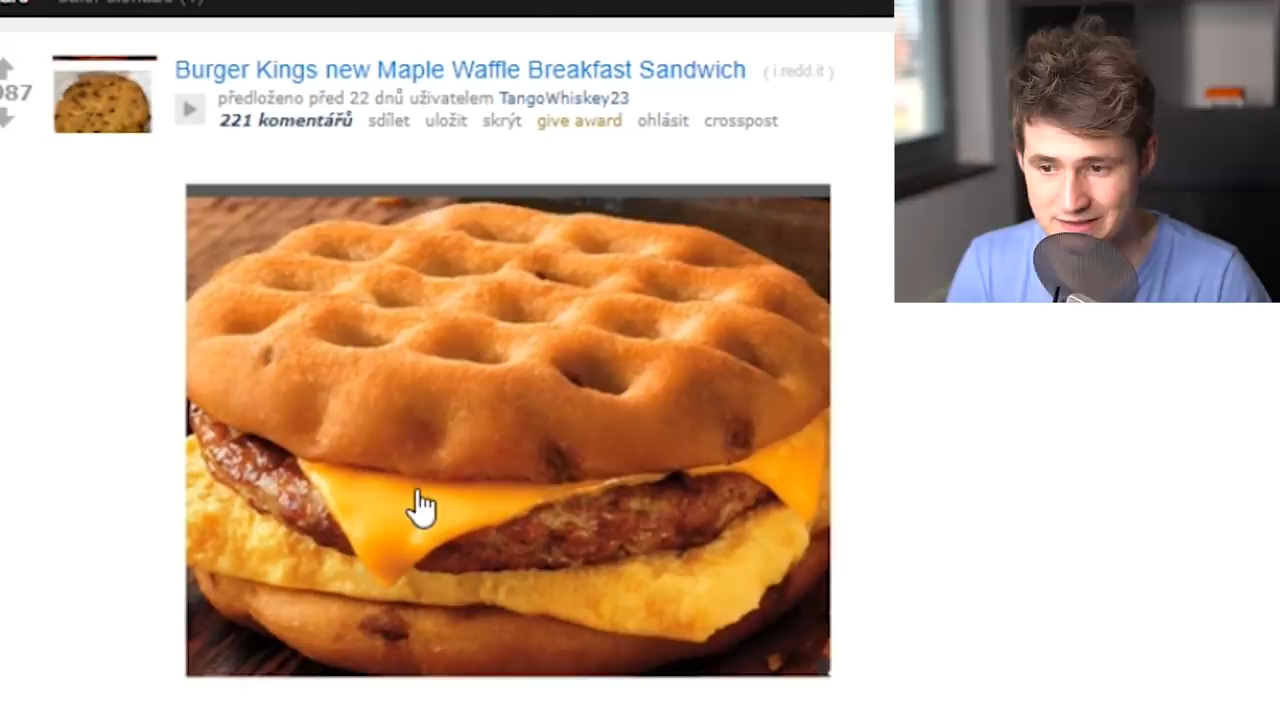 Burger Kings new Maple Waffle Breakfast Sandwich (i.redd.it)
předloženo před 22 dnů uživatelem TangoWhiskey23
221 komentářů sdílet uložit skrýt give award ohlásit crosspost